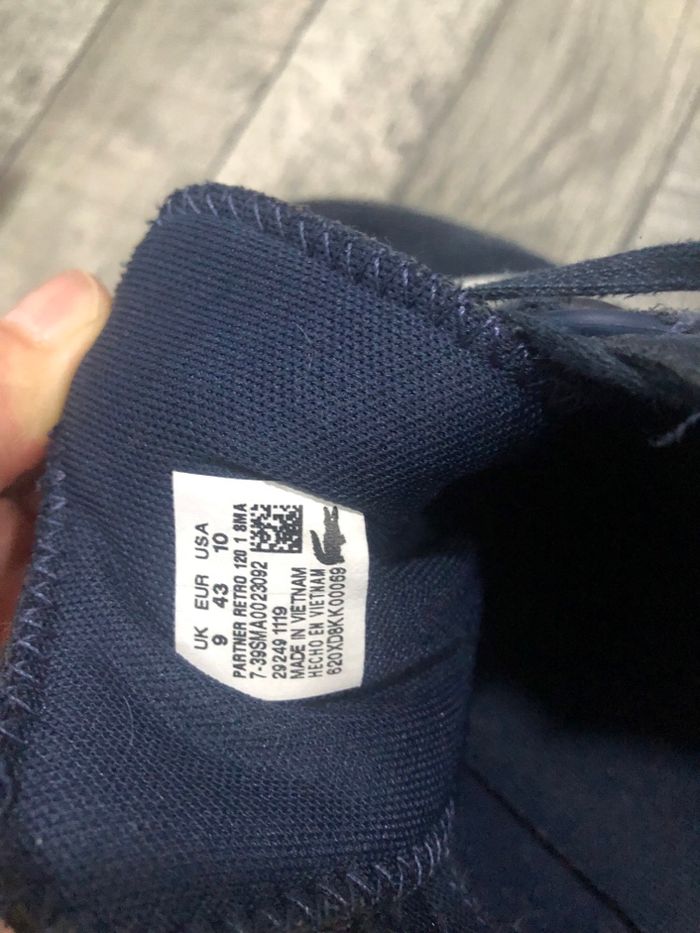 UK EUR USA
9 43 10
PARTNER RETRO 120 1 SMA
7-39SMA0023092
29249 1119
MADE IN VIETNAM
HECHO EN VIETNAM
620XD8KK00069